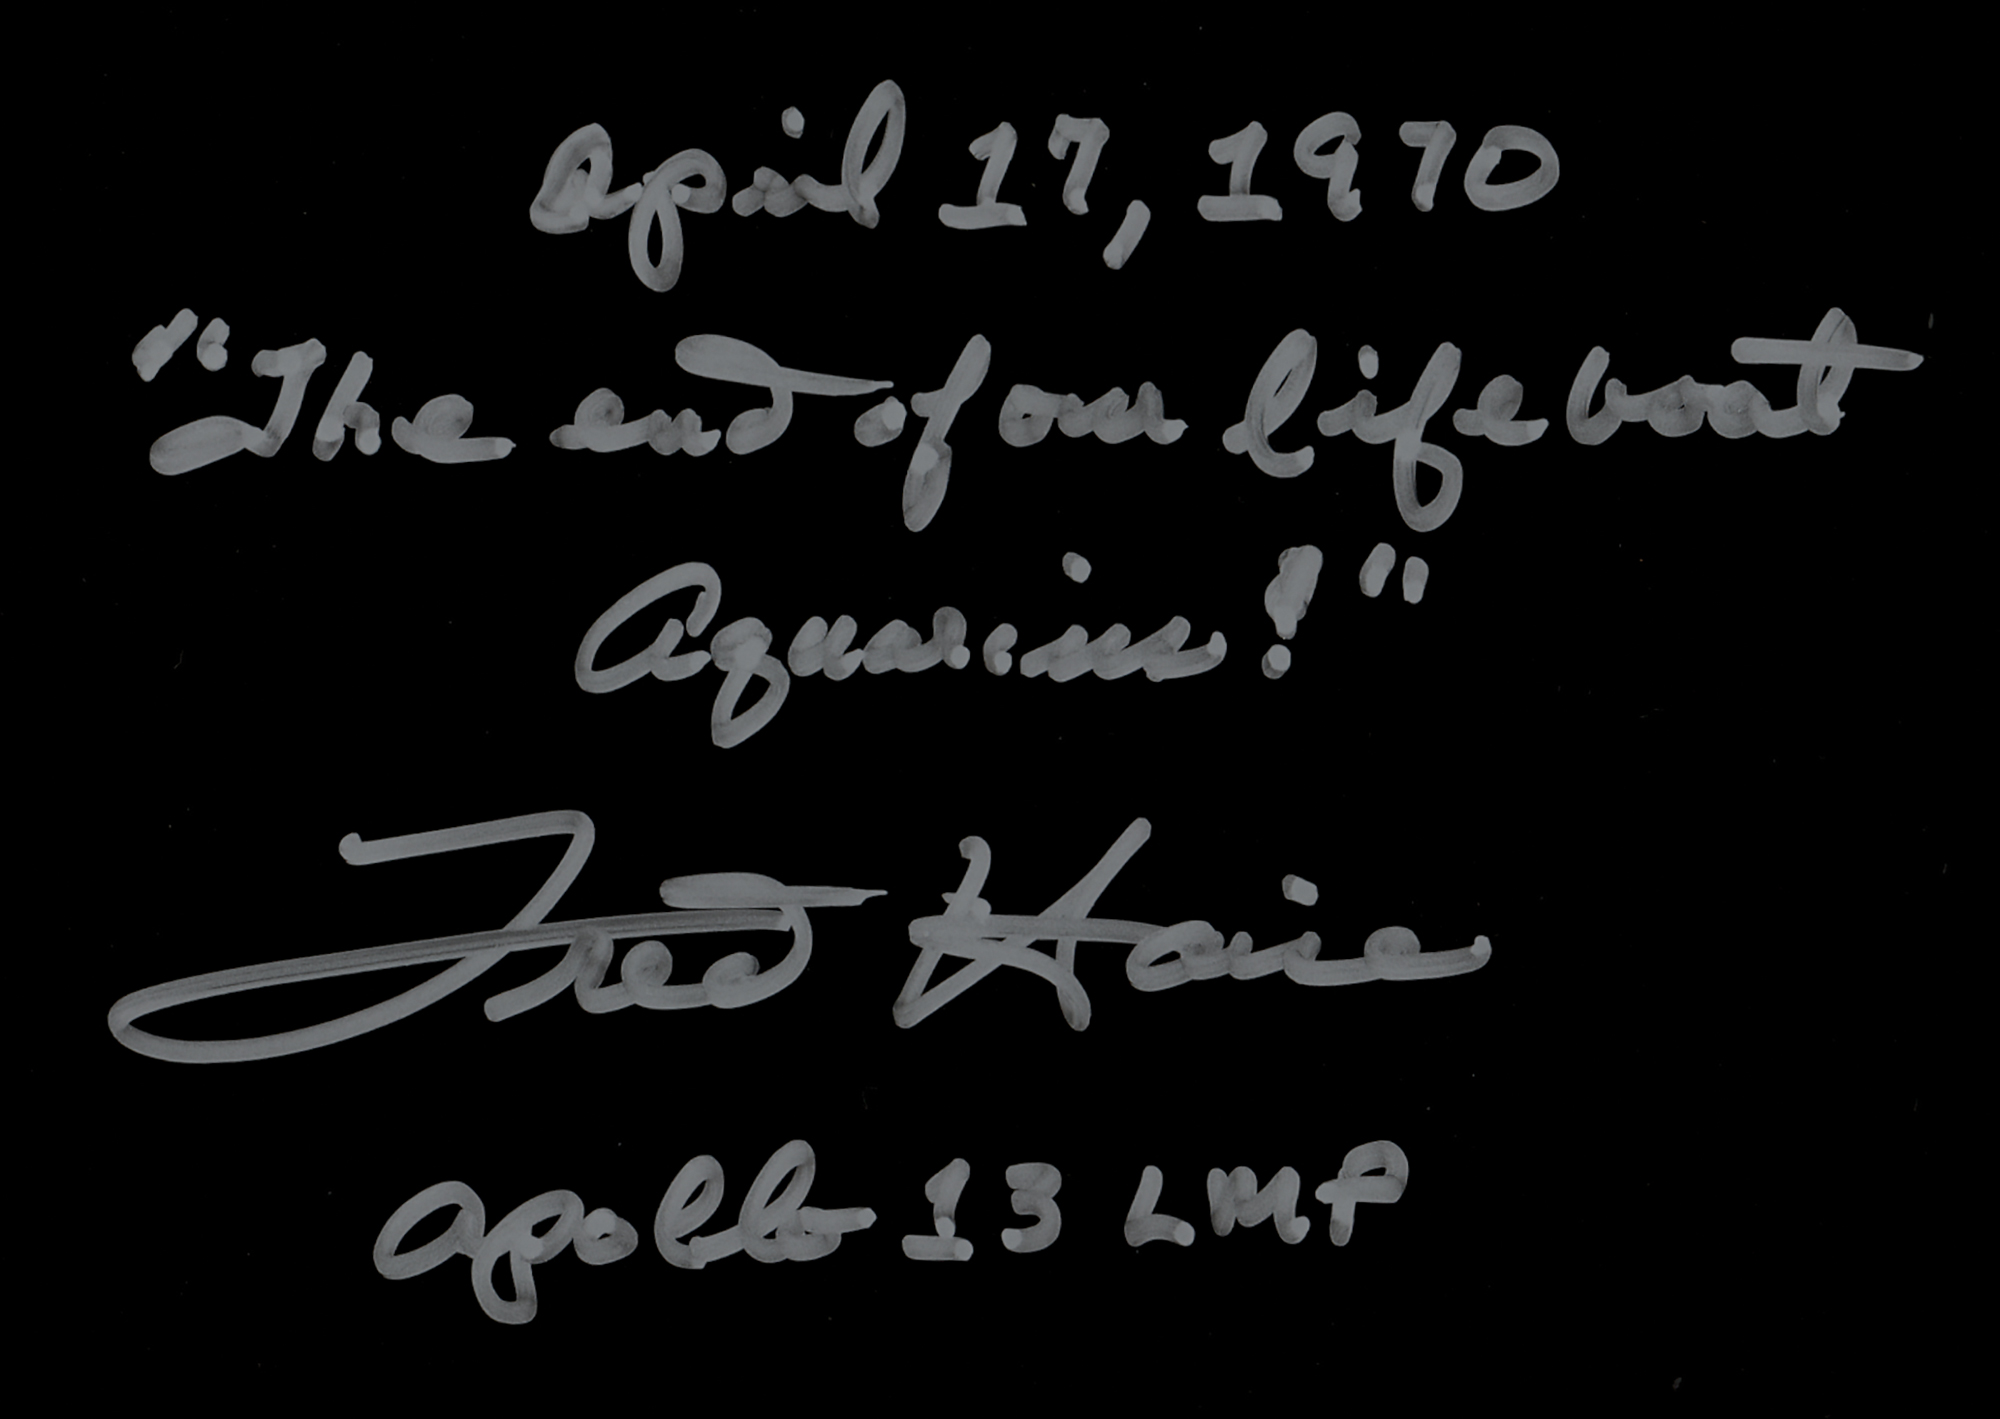 April 17, 1970
"The end of our lifeboat
Aquarius!"
Fred Haise
Apollo 13 LMP